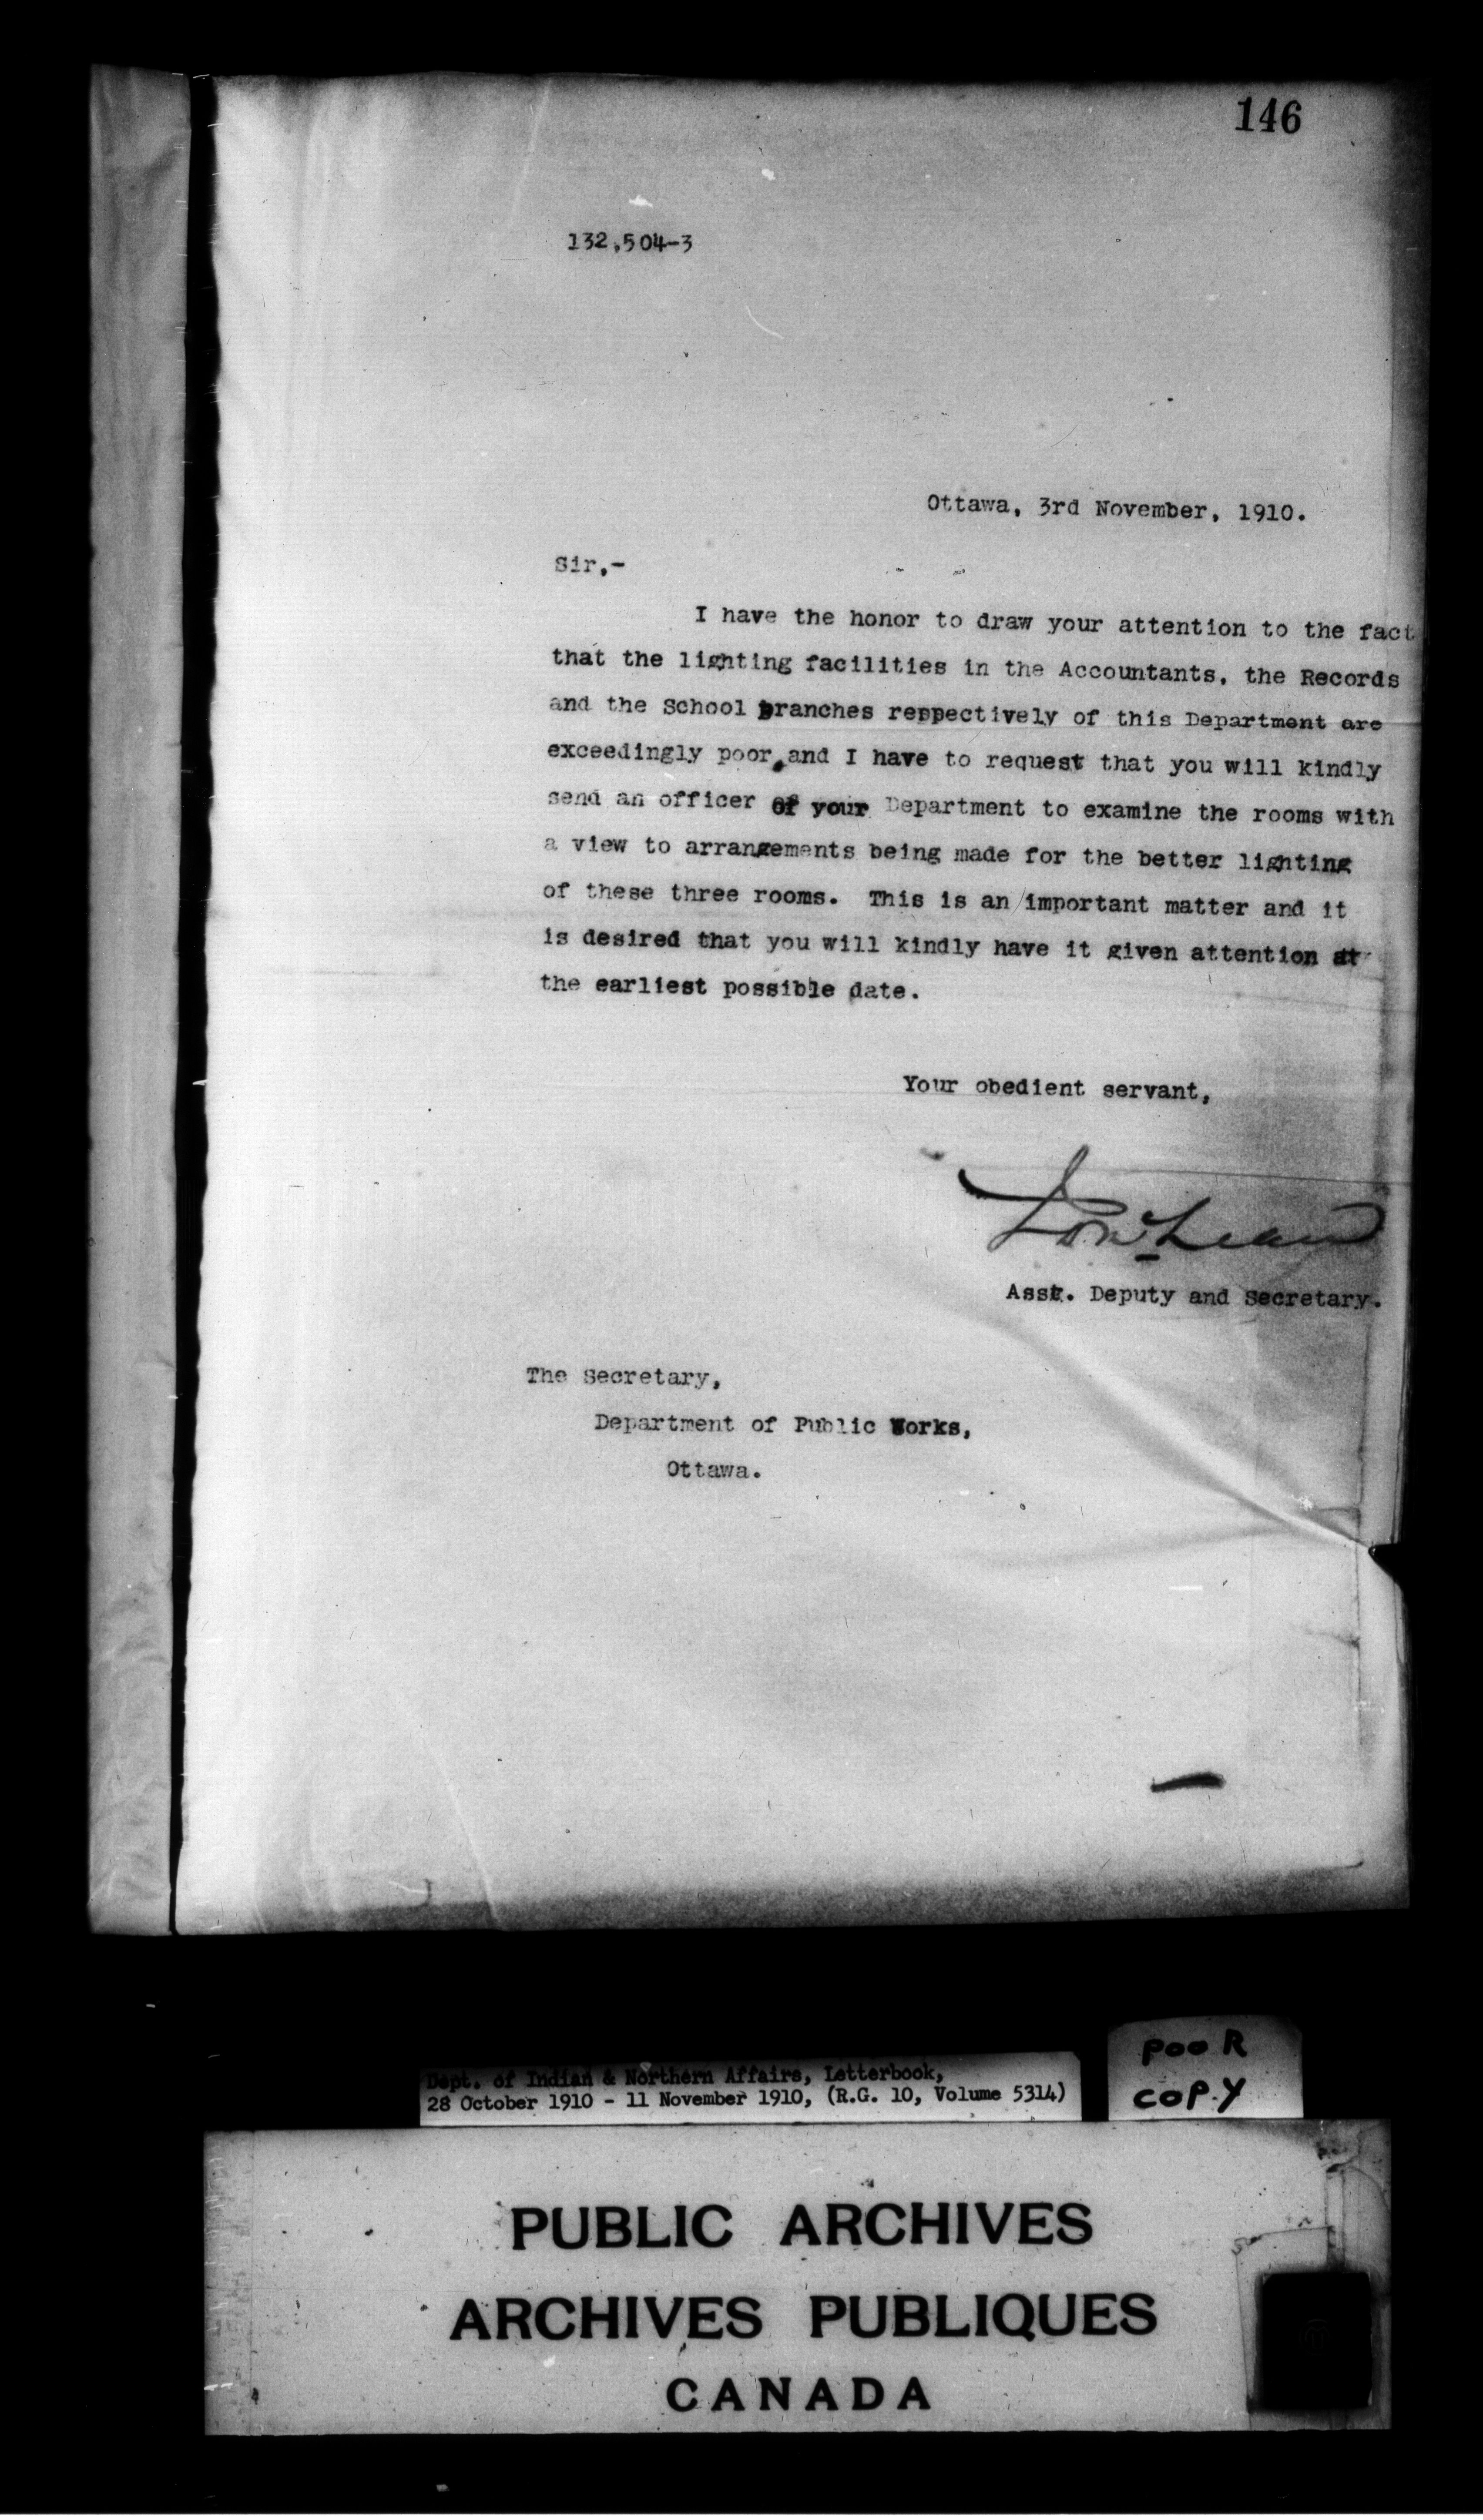 146
132,504-3
Ottawa, 3rd November, 1910.
Sir,-
I have the honor to draw your attention to the fact
that the lighting facilities in the Accountants, the Records
and the School branches respectively of this Department are
exceedingly poor, and I have to request that you will kindly
send an officer of your Department to examine the rooms with
a view to arrangements being made for the better lighting
of these three rooms. This is an important matter and it
is desired that you will kindly have it given attention at
the earliest possible date.
Your obedient servant,
Asst. Deputy and Secretary.
The Secretary,
Department of Public Works,
Ottawa.
Dept. of Indian & Northern Affairs, Letterbook,
28 October 1910 - 11 November 1910, (R.G. 10, Volume 5314)
POOR
COPY
PUBLIC ARCHIVES
ARCHIVES PUBLIQUES
CANADA